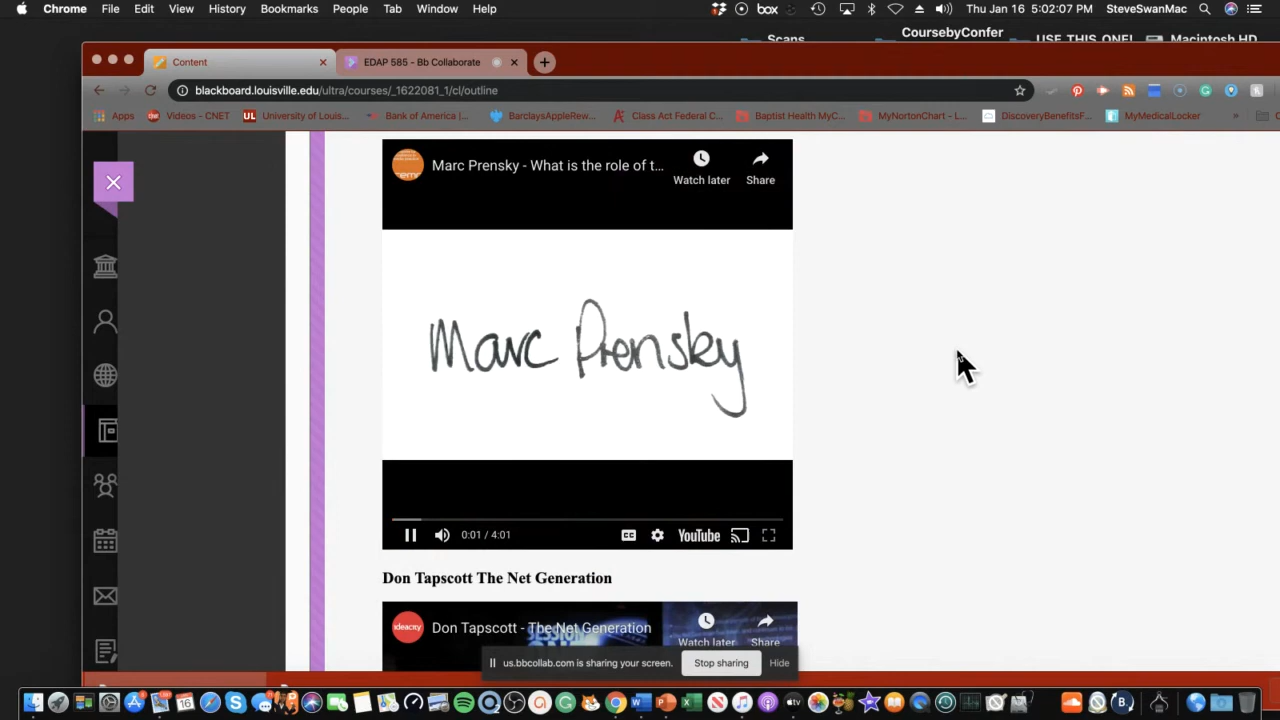 Chrome File Edit View History Bookmarks People Tab Window Help box Thu Jan 16 5:02:07 PM SteveSwanMac
Scans CoursebyConfer USE THIS ONE! Macintosh HD
Content EDAP 585 - Bb Collaborate
blackboard.louisville.edu/ultra/courses/_1622081_1/cl/outline
Apps Videos - CNET University of Louis... Bank of America |... BarclaysAppleRew... Class Act Federal C... Baptist Health MyC... MyNortonChart - L... DiscoveryBenefitsF... MyMedicalLocker »
Marc Prensky - What is the role of t...
Watch later Share
Marc Prensky
0:01 / 4:01 CC YouTube
Don Tapscott The Net Generation
ideacity Don Tapscott - The Net Generation
Watch later Share
us.bbcollab.com is sharing your screen. Stop sharing Hide